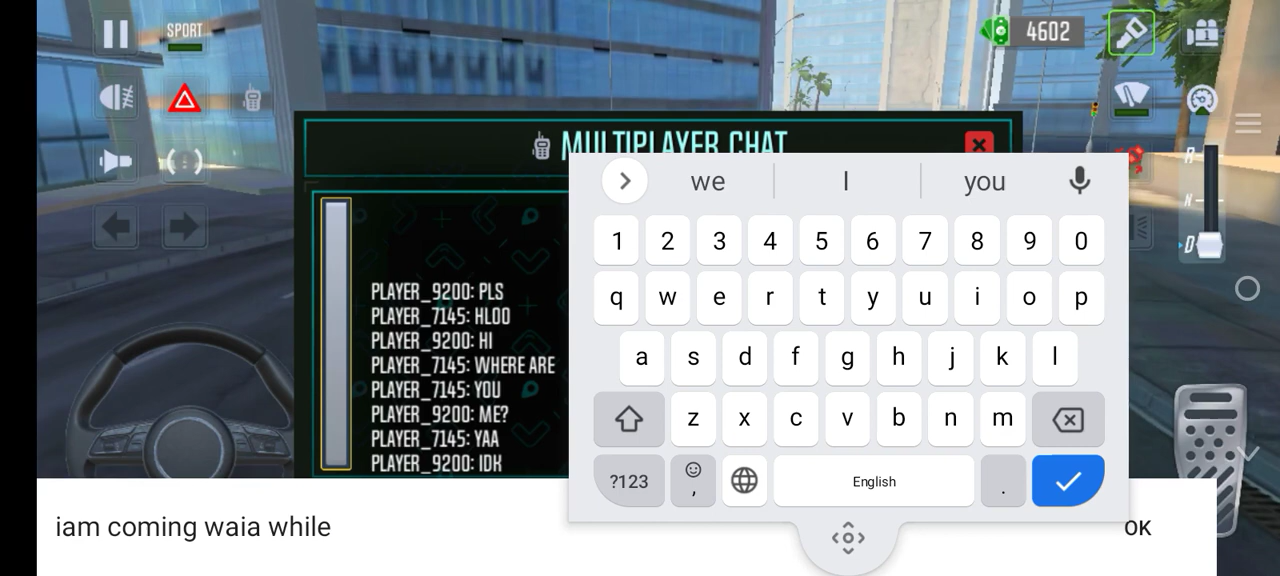 SPORT
4602
MULTIPLAYER CHAT
R
N
D
PLAYER_9200: PLS
PLAYER_7145: HLOO
PLAYER_9200: HI
PLAYER_7145: WHERE ARE
PLAYER_7145: YOU
PLAYER_9200: ME?
PLAYER_7145: YAA
PLAYER_9200: IDK
we I you
1 2 3 4 5 6 7 8 9 0
q w e r t y u i o p
a s d f g h j k l
z x c v b n m
?123 , English .
iam coming waia while
OK